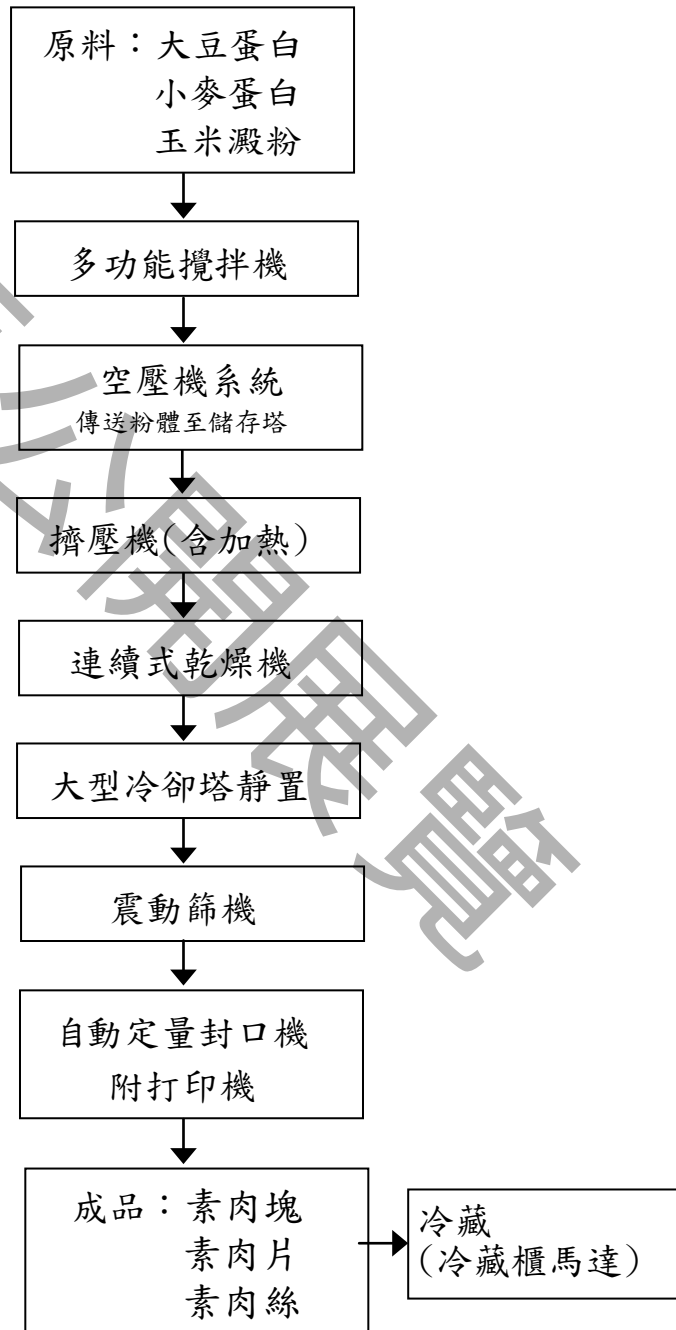 原料：大豆蛋白
小麥蛋白
玉米澱粉
多功能攪拌機
空壓機系統
傳送粉體至儲存塔
擠壓機(含加熱)
連續式乾燥機
大型冷卻塔靜置
震動篩機
自動定量封口機
附打印機
成品：素肉塊
素肉片
素肉絲
冷藏
(冷藏櫃馬達)
公開展覽